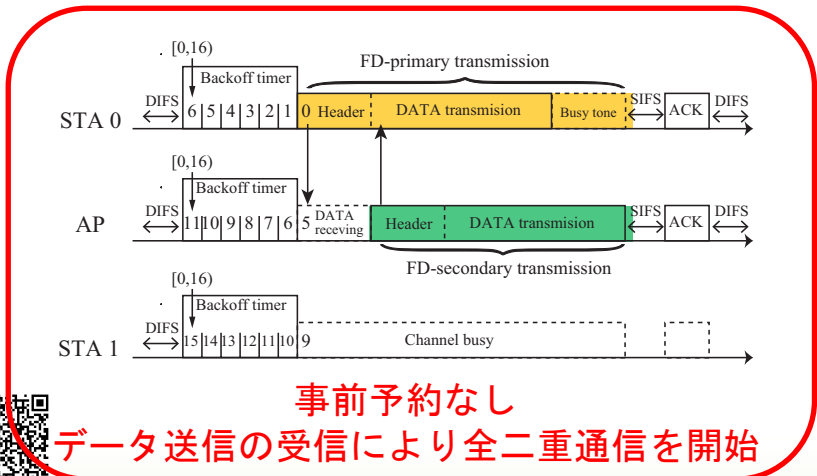 [0,16)
Backoff timer
FD-primary transmission
STA 0
DIFS
6 5 4 3 2 1 0
Header
DATA transmision
Busy tone
SIFS
ACK
DIFS
[0,16)
Backoff timer
AP
DIFS
11 10 9 8 7 6 5
DATA
receving
Header
DATA transmision
SIFS
ACK
DIFS
FD-secondary transmission
[0,16)
Backoff timer
STA 1
DIFS
15 14 13 12 11 10 9
Channel busy
事前予約なし
データ送信の受信により全二重通信を開始